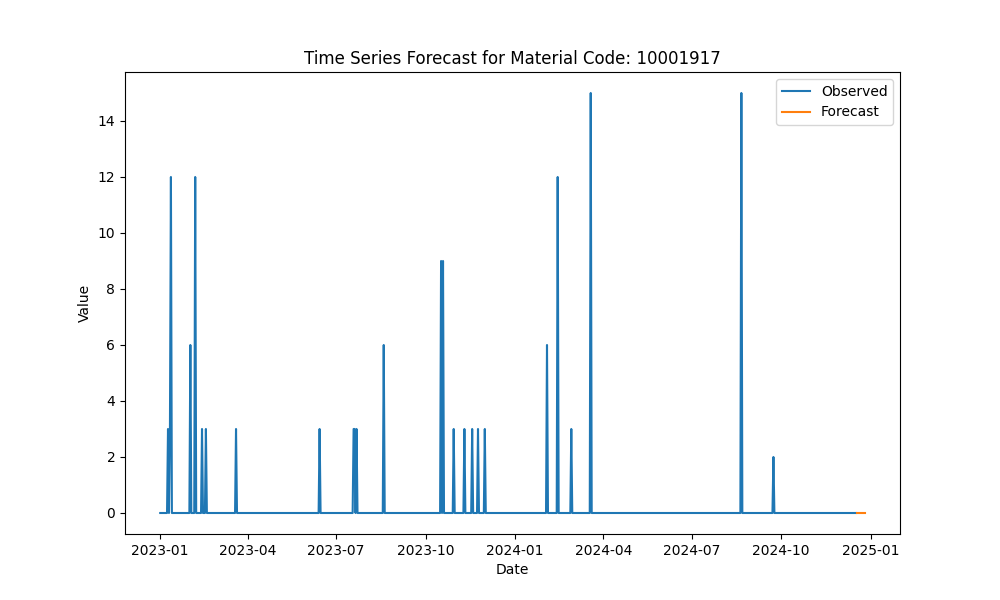 Time Series Forecast for Material Code: 10001917
Observed
Forecast
Value
14
12
10
8
6
4
2
0
2023-01 2023-04 2023-07 2023-10 2024-01 2024-04 2024-07 2024-10 2025-01
Date